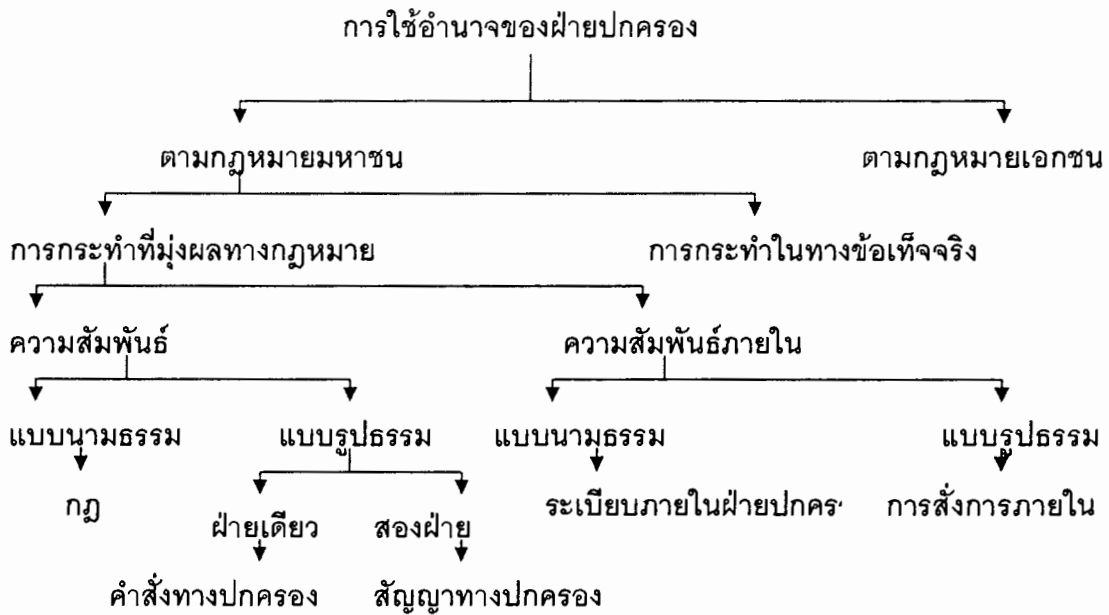 การใช้อำนาจของฝ่ายปกครอง
ตามกฎหมายมหาชน ตามกฎหมายเอกชน
การกระทำที่มุ่งผลทางกฎหมาย การกระทำในทางข้อเท็จจริง
ความสัมพันธ์ ความสัมพันธ์ภายใน
แบบนามธรรม แบบรูปธรรม แบบนามธรรม แบบรูปธรรม
กฎ ระเบียบภายในฝ่ายปกคร การสั่งการภายใน
ฝ่ายเดียว สองฝ่าย
คำสั่งทางปกครอง สัญญาทางปกครอง